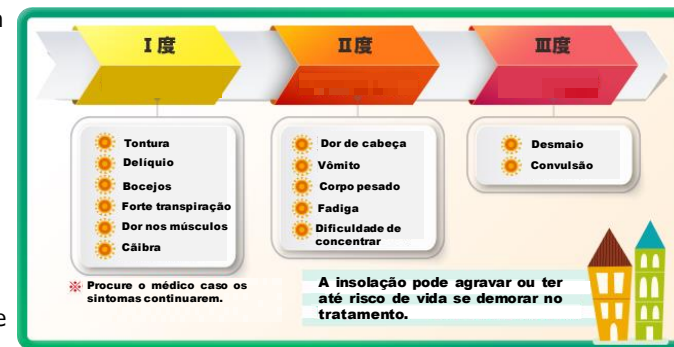 Ⅰ度
Ⅱ度
Ⅲ度
Tontura
Delíquio
Bocejos
Forte transpiração
Dor nos músculos
Cãibra
Dor de cabeça
Vômito
Corpo pesado
Fadiga
Dificuldade de
concentrar
Desmaio
Convulsão
※ Procure o médico caso os
sintomas continuarem.
A insolação pode agravar ou ter
até risco de vida se demorar no
tratamento.
e